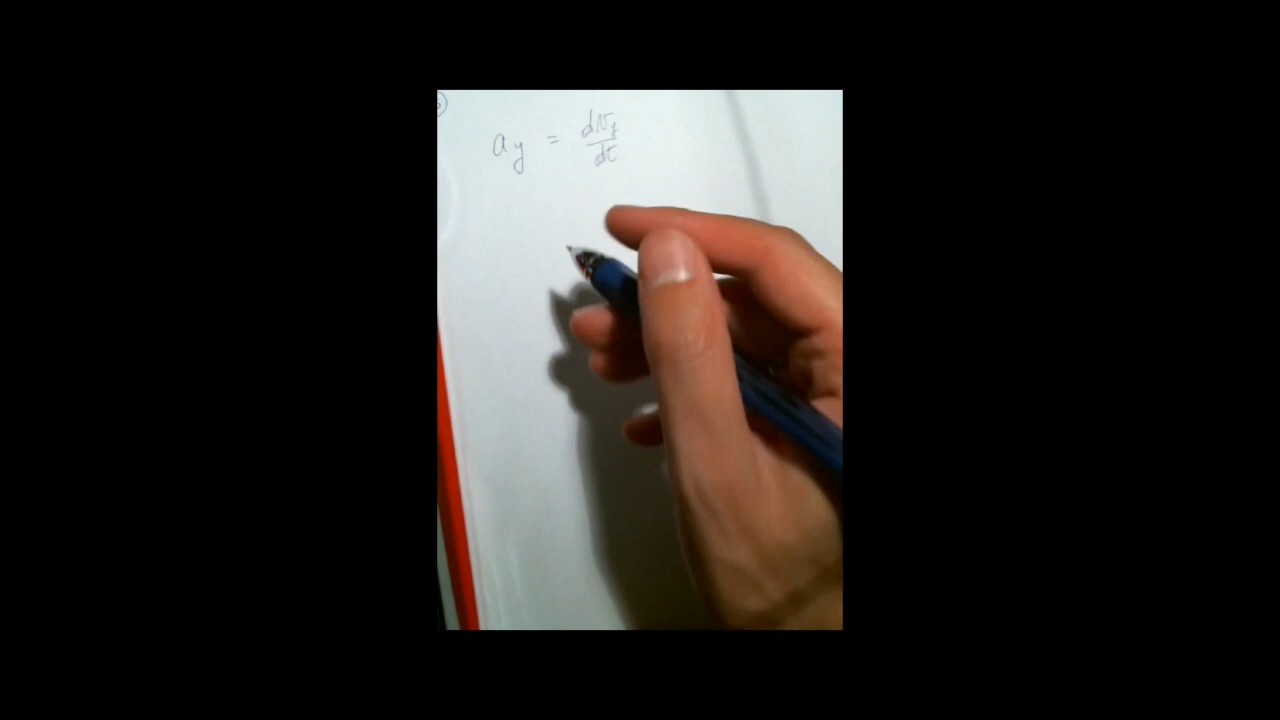 a_y = dv_y/dt